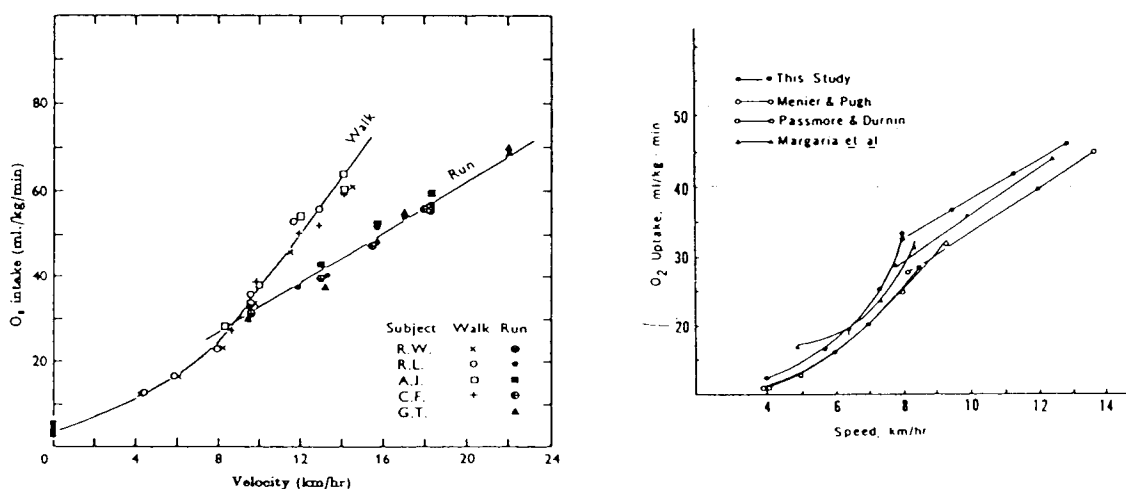 80
60
40
20
0
O₂ intake (ml./kg/min)
Walk
Run
Subject Walk Run
R.W. ×
R.L. ○
A.J. □
C.F. +
G.T.
0 4 8 12 16 20 24
Velocity (km/hr)
This Study
Menier & Pugh
Passmore & Durnin
Margaria et al
50
40
30
20
O₂ Uptake, ml/kg·min
4 6 8 10 12 14
Speed, km/hr